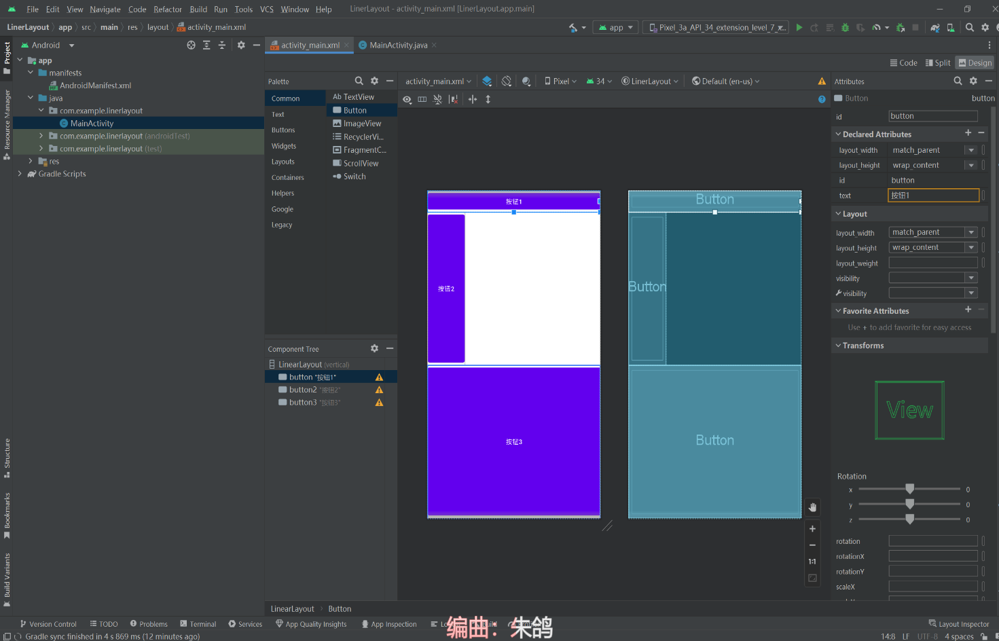 File Edit View Navigate Code Refactor Build Run Tools VCS Window Help LinerLayout - activity_main.xml [LinerLayout.app.main]
LinerLayout app src main res layout activity_main.xml
app Pixel_3a_API_34_extension_level_7_
Project
Resource Manager
Structure
Bookmarks
Build Variants
Android
app
manifests
AndroidManifest.xml
java
com.example.linerlayout
MainActivity
com.example.linerlayout (androidTest)
com.example.linerlayout (test)
res
Gradle Scripts
activity_main.xml MainActivity.java
Code Split Design
Palette
Common
Text
Buttons
Widgets
Layouts
Containers
Helpers
Google
Legacy
Ab TextView
Button
ImageView
RecyclerVi...
FragmentC...
ScrollView
Switch
Component Tree
LinearLayout (vertical)
button "按钮1"
button2 "按钮2"
button3 "按钮3"
activity_main.xml Pixel 34 LinerLayout Default (en-us)
按钮1
按钮2
按钮3
Button
Button
Button
1:1
Attributes
Button button
id button
Declared Attributes
layout_width match_parent
layout_height wrap_content
id button
text 按钮1
Layout
layout_width match_parent
layout_height wrap_content
layout_weight
visibility
visibility
Favorite Attributes
Use + to add favorite for easy access
Transforms
View
Rotation
x 0
y 0
z 0
rotation
rotationX
rotationY
scaleX
LinearLayout Button
Version Control TODO Problems Terminal Services App Quality Insights App Inspection
Layout Inspector
编曲：朱鸽
Gradle sync finished in 4 s 869 ms (12 minutes ago)
14:8 LF UTF-8 4 spaces